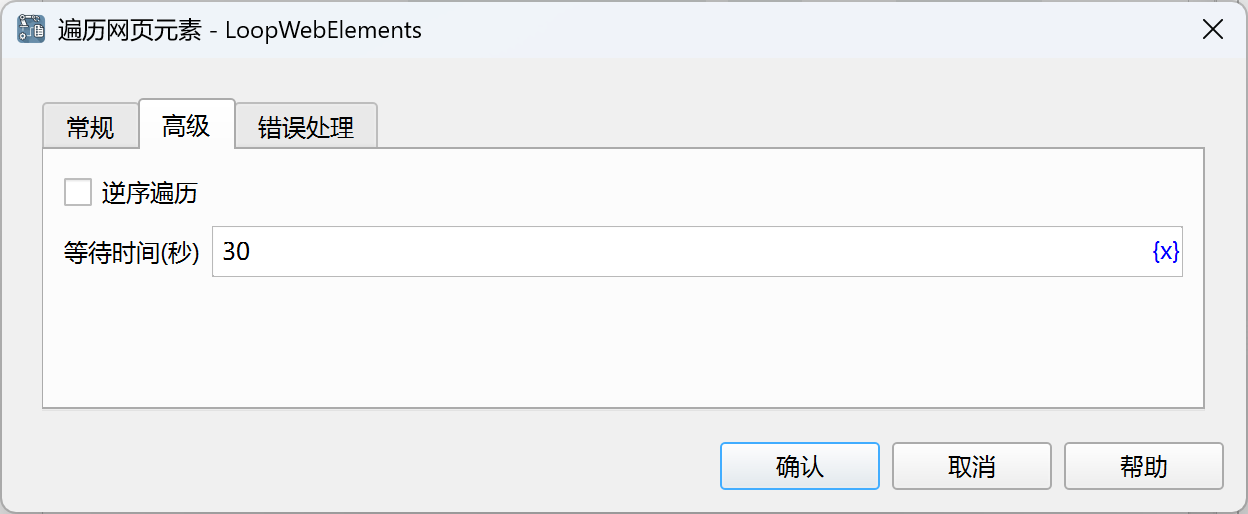 遍历网页元素 - LoopWebElements
常规 高级 错误处理
逆序遍历
等待时间(秒) 30 {x}
确认 取消 帮助